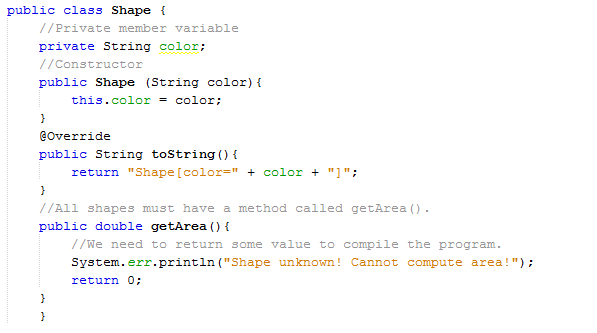 public class Shape {
//Private member variable
private String color;
//Constructor
public Shape (String color){
this.color = color;
}
@Override
public String toString(){
return "Shape[color=" + color + "]";
}
//All shapes must have a method called getArea().
public double getArea(){
//We need to return some value to compile the program.
System.err.println("Shape unknown! Cannot compute area!");
return 0;
}
}